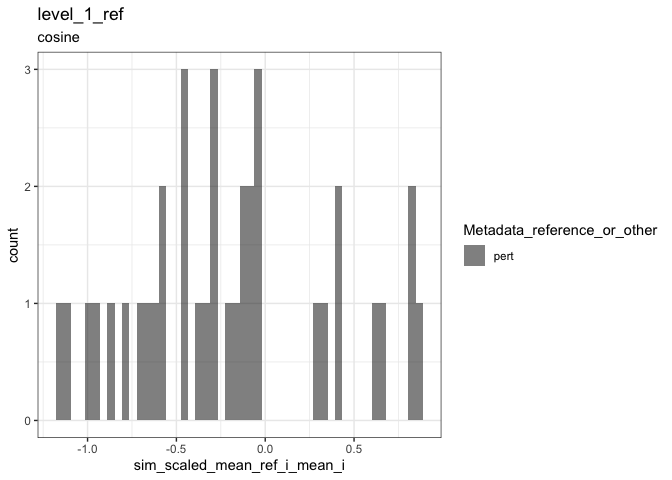 level_1_ref
cosine
3
2
1
0
count
-1.0 -0.5 0.0 0.5
sim_scaled_mean_ref_i_mean_i
Metadata_reference_or_other
pert